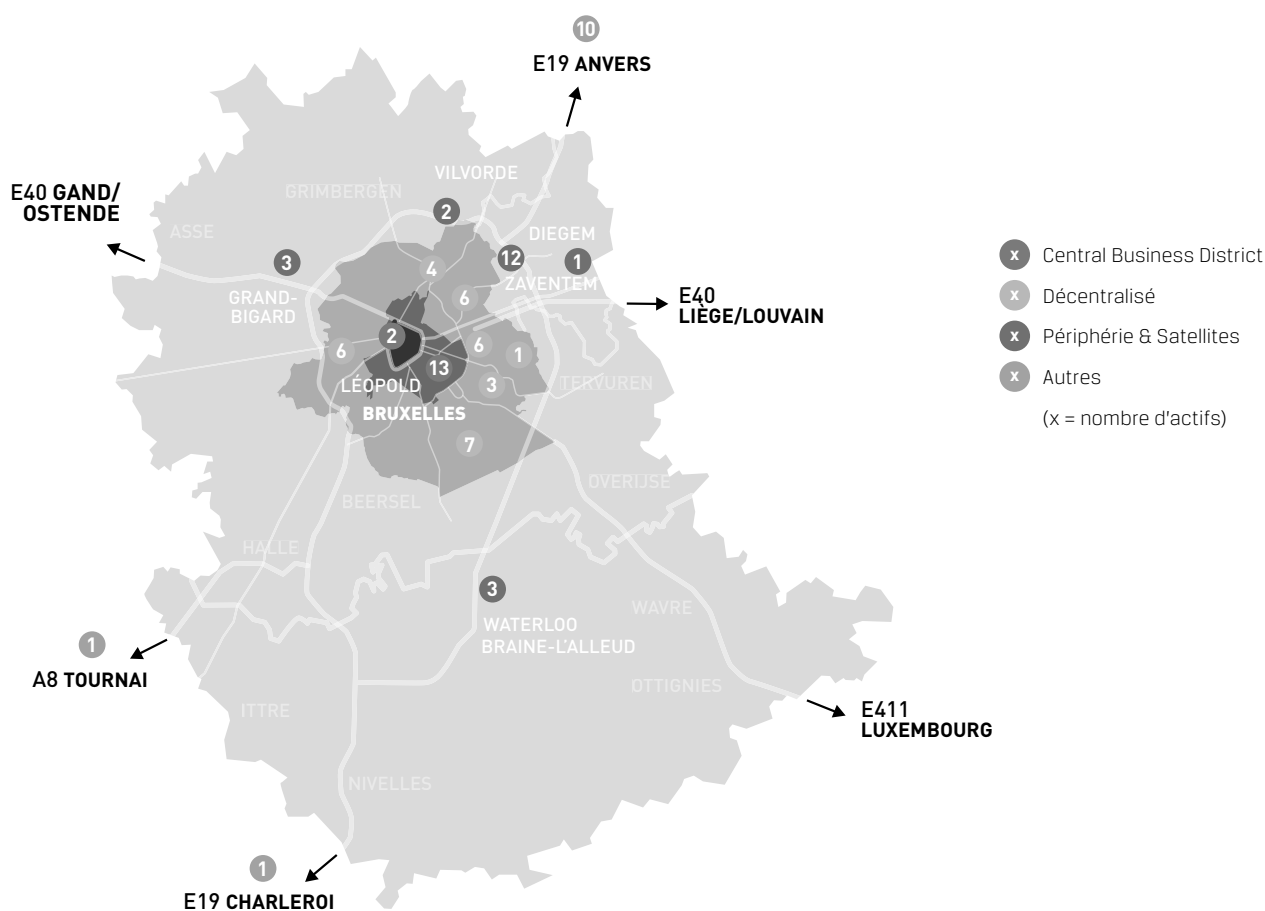 10
E19 ANVERS
VILVORDE
GRIMBERGEN
E40 GAND/
OSTENDE
2
ASSE
DIEGEM
12
1
3
4
ZAVENTEM
GRAND-
BIGARD
6
E40
LIÈGE/LOUVAIN
2
6
6
1
13
3
LÉOPOLD
TERVUREN
BRUXELLES
7
OVERIJSE
BEERSEL
HALLE
3
WATERLOO
BRAINE-L'ALLEUD
WAVRE
1
A8 TOURNAI
OTTIGNIES
ITTRE
E411
LUXEMBOURG
NIVELLES
1
E19 CHARLEROI
x Central Business District
x Décentralisé
x Périphérie & Satellites
x Autres
(x = nombre d'actifs)